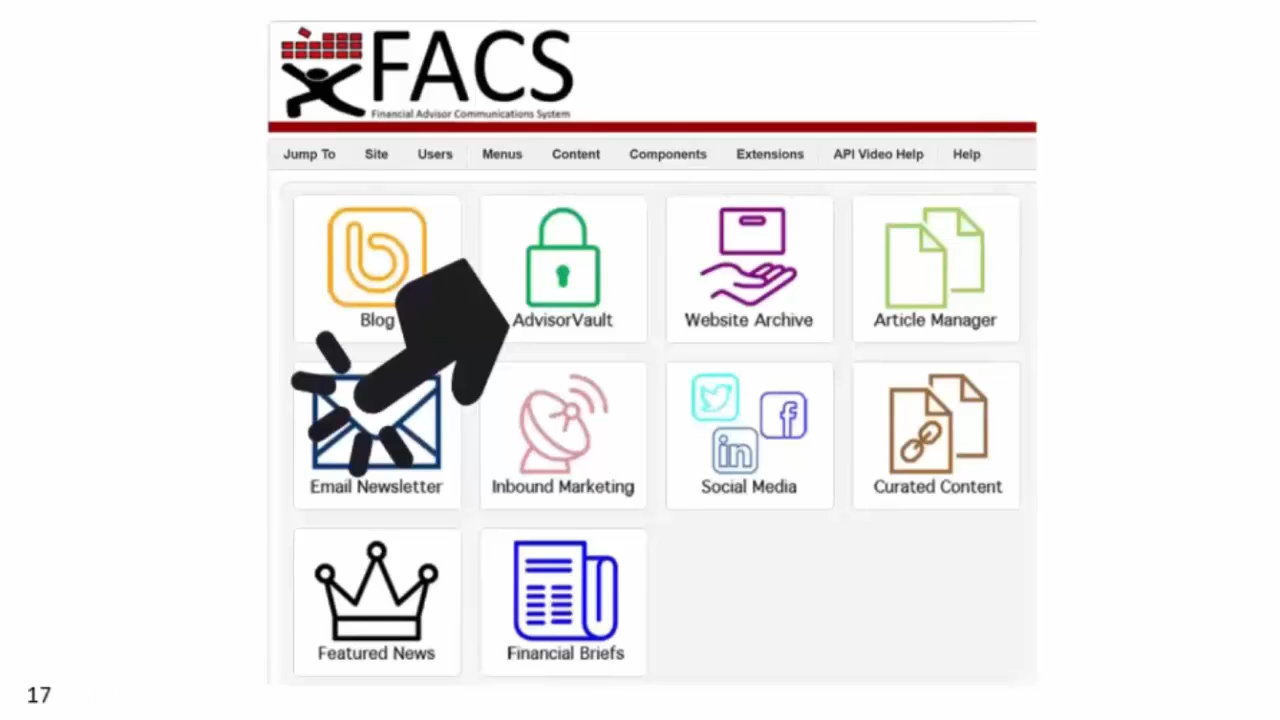 FACS
Financial Advisor Communications System
Jump To Site Users Menus Content Components Extensions API Video Help Help
Blog AdvisorVault Website Archive Article Manager
Email Newsletter Inbound Marketing Social Media Curated Content
Featured News Financial Briefs
17